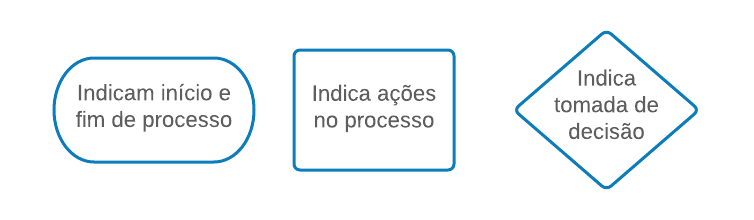 Indicam início e
fim de processo
Indica ações
no processo
Indica
tomada de
decisão